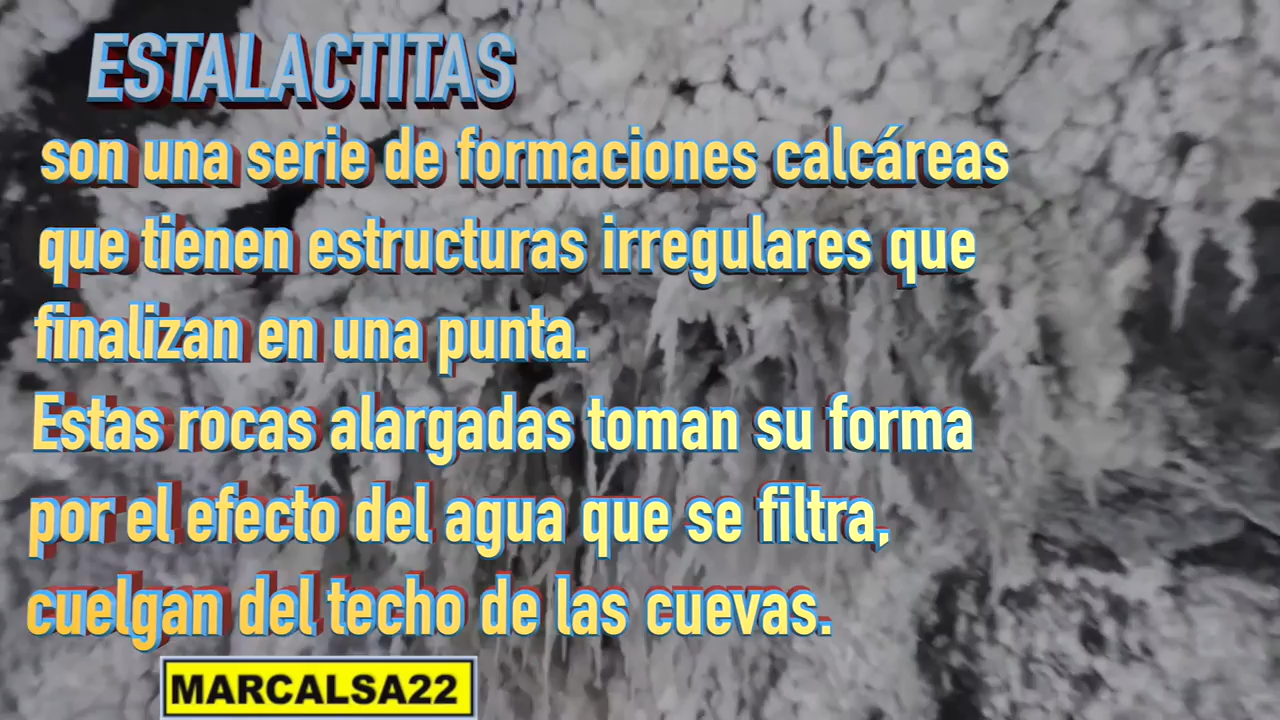 ESTALACTITAS
son una serie de formaciones calcáreas
que tienen estructuras irregulares que
finalizan en una punta.
Estas rocas alargadas toman su forma
por el efecto del agua que se filtra,
cuelgan del techo de las cuevas.
MARCALSA22